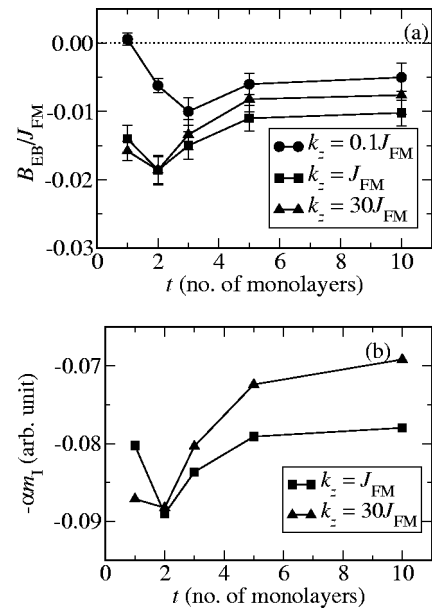 0.00
-0.01
-0.02
-0.03
B_EB/J_FM
(a)
k_z = 0.1J_FM
k_z = J_FM
k_z = 30J_FM
0 2 4 6 8 10
t (no. of monolayers)
-0.07
-0.08
-0.09
-αm_I (arb. unit)
(b)
k_z = J_FM
k_z = 30J_FM
0 2 4 6 8 10
t (no. of monolayers)